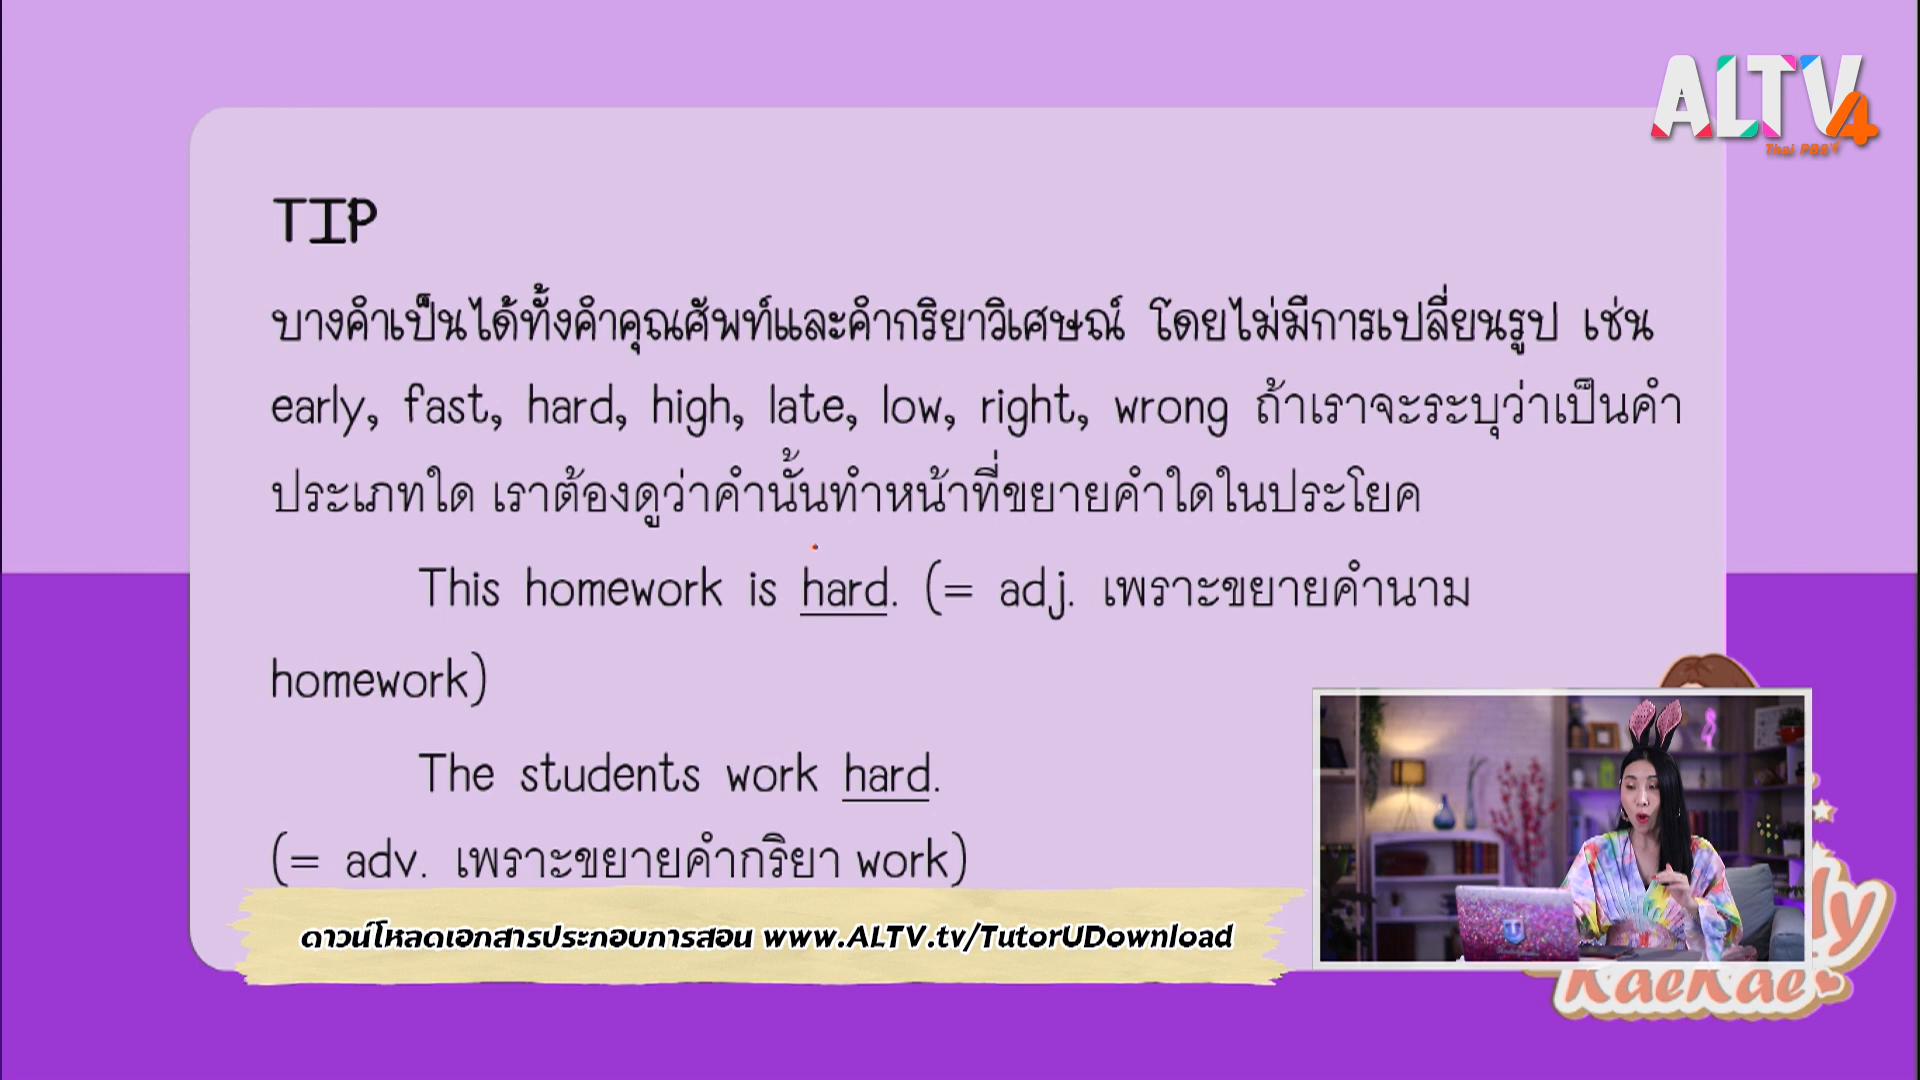 ALTV4
Thai PBS
TIP
บางคำเป็นได้ทั้งคำคุณศัพท์และคำกริยาวิเศษณ์ โดยไม่มีการเปลี่ยนรูป เช่น
early, fast, hard, high, late, low, right, wrong ถ้าเราจะระบุว่าเป็นคำ
ประเภทใด เราต้องดูว่าคำนั้นทำหน้าที่ขยายคำใดในประโยค
This homework is hard. (= adj. เพราะขยายคำนาม
homework)
The students work hard.
(= adv. เพราะขยายคำกริยา work)
ดาวน์โหลดเอกสารประกอบการสอน www.ALTV.tv/TutorUDownload
KaeKae